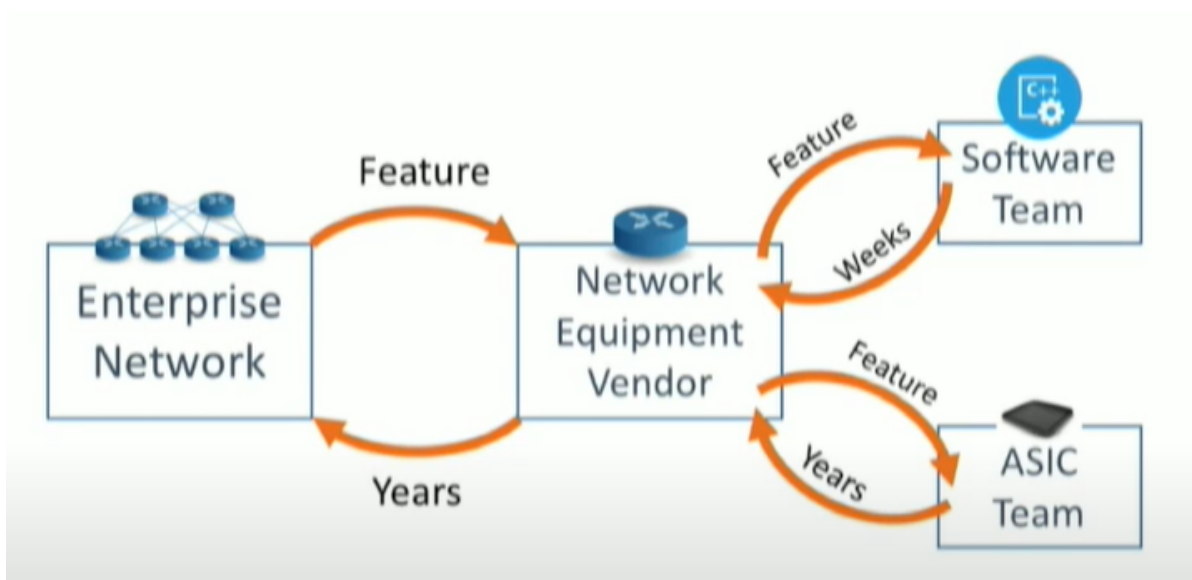 Feature
Enterprise
Network
Years
Network
Equipment
Vendor
Feature
Weeks
C++
Software
Team
Feature
Years
ASIC
Team